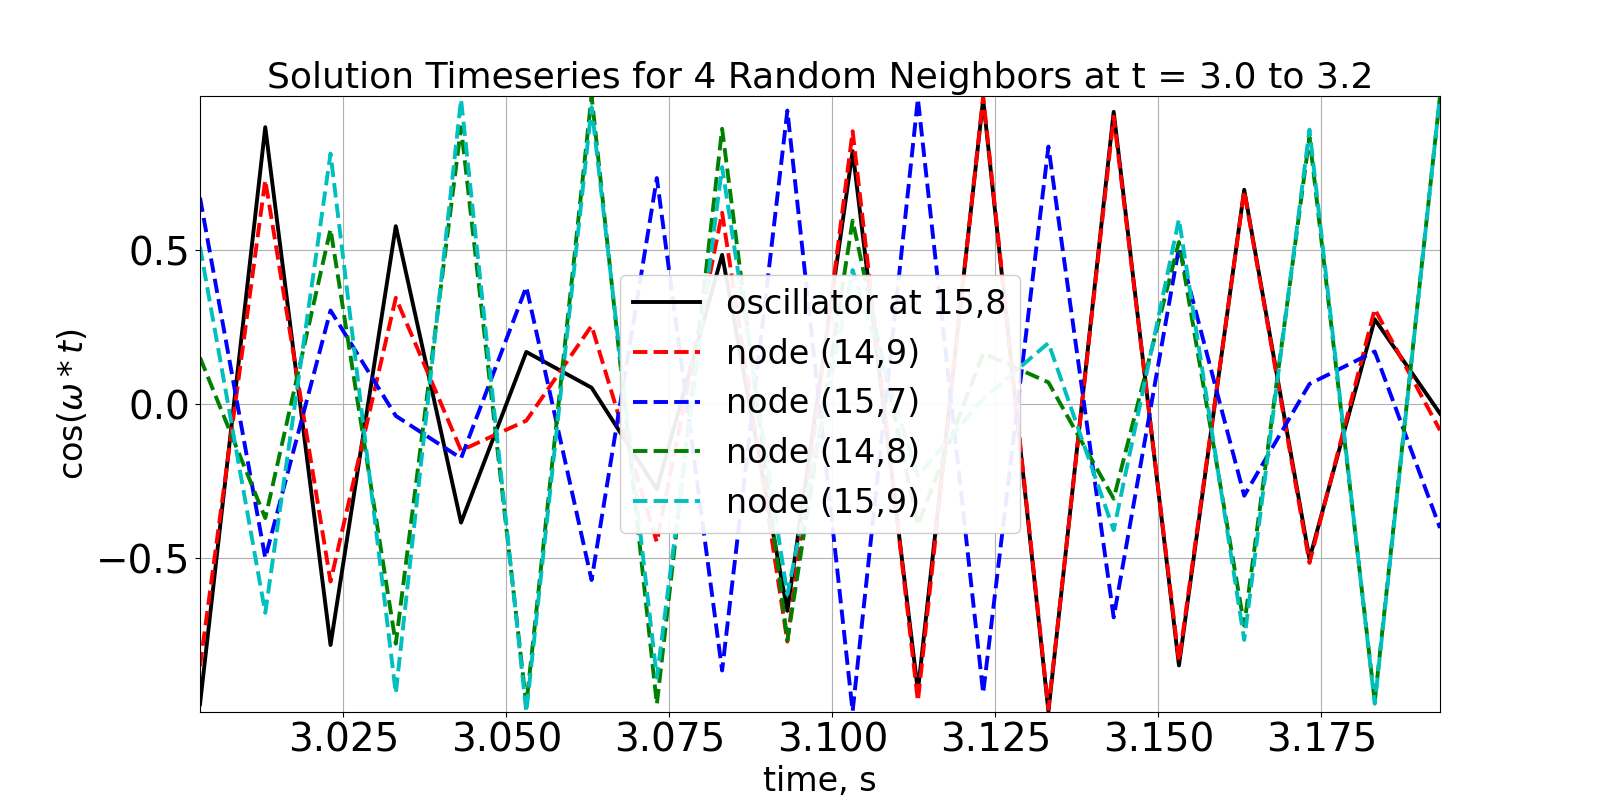 Solution Timeseries for 4 Random Neighbors at t = 3.0 to 3.2
cos(ω * t)
0.5
0.0
−0.5
oscillator at 15,8
node (14,9)
node (15,7)
node (14,8)
node (15,9)
3.025 3.050 3.075 3.100 3.125 3.150 3.175
time, s